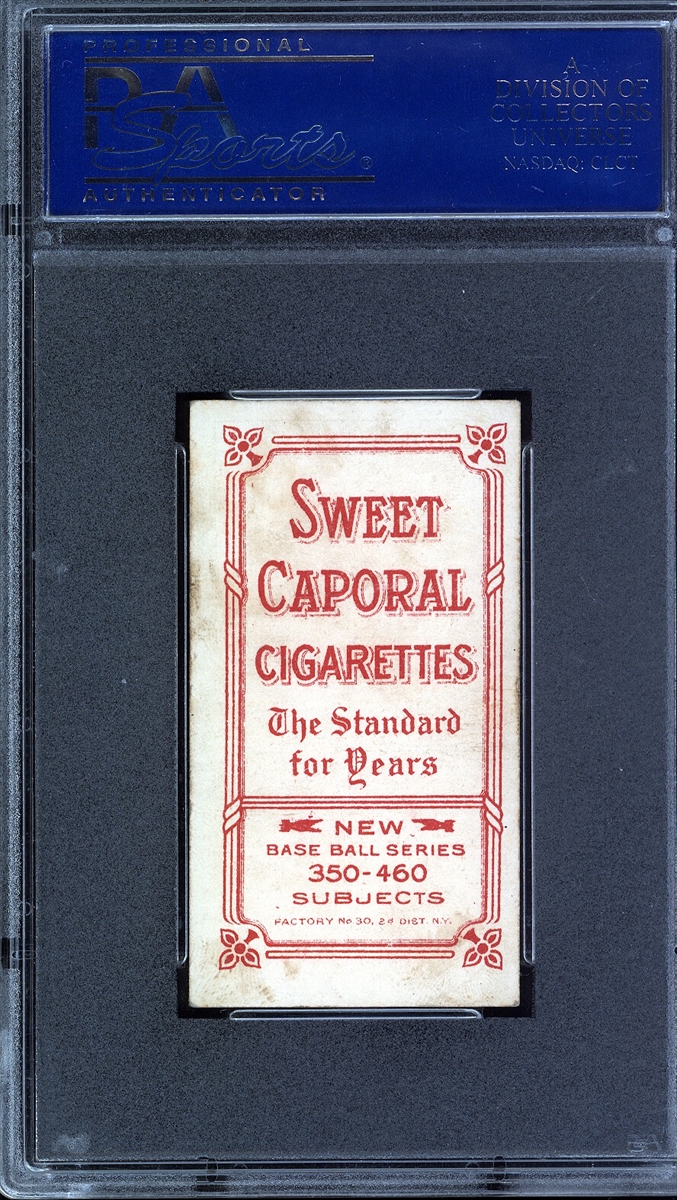 PROFESSIONAL
PSA
Sports
AUTHENTICATOR
A
DIVISION OF
COLLECTORS
UNIVERSE
NASDAQ: CLCT
SWEET
CAPORAL
CIGARETTES
The Standard
for Years
NEW
BASE BALL SERIES
350-460
SUBJECTS
FACTORY No 30, 2d DIST. N.Y.
PSA